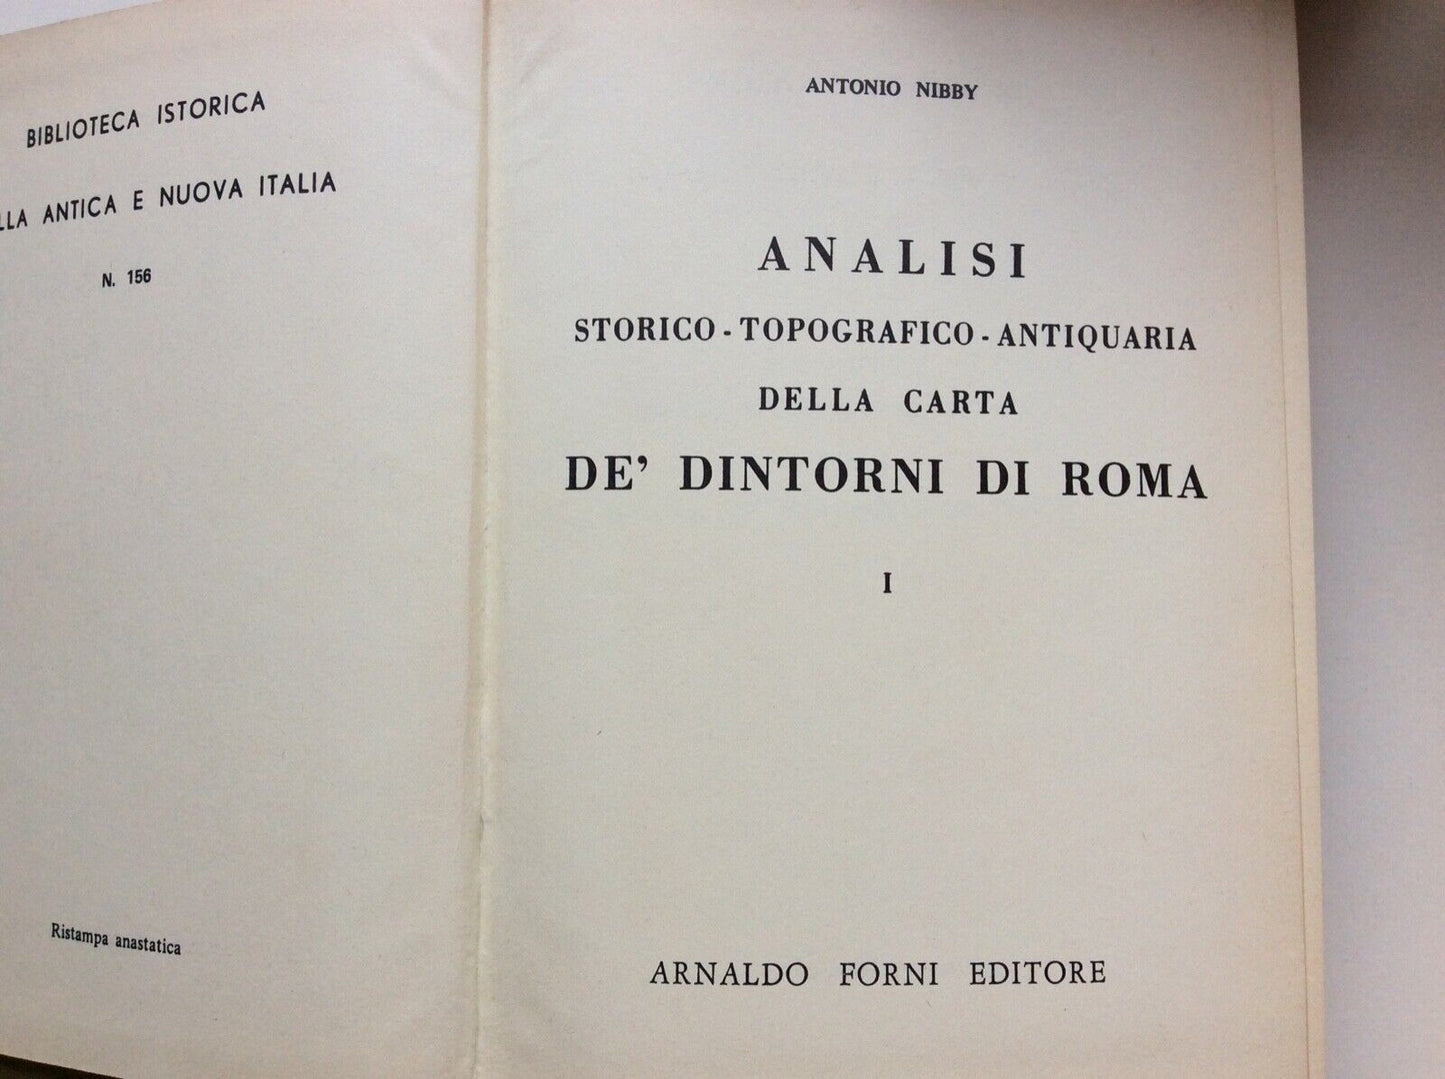 BIBLIOTECA ISTORICA
ANTICA E NUOVA ITALIA
N. 156
Ristampa anastatica
ANTONIO NIBBY
ANALISI
STORICO - TOPOGRAFICO - ANTIQUARIA
DELLA CARTA
DE' DINTORNI DI ROMA
I
ARNALDO FORNI EDITORE